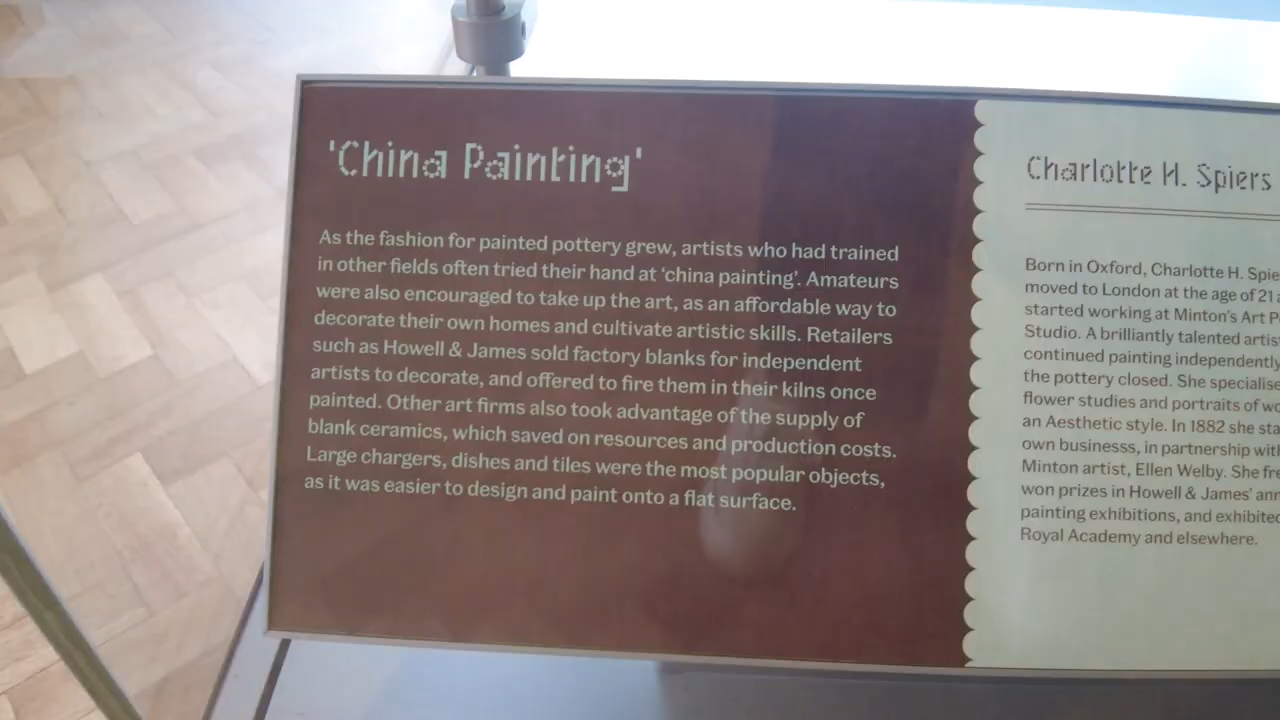 'China Painting'
As the fashion for painted pottery grew, artists who had trained
in other fields often tried their hand at ‘china painting’. Amateurs
were also encouraged to take up the art, as an affordable way to
decorate their own homes and cultivate artistic skills. Retailers
such as Howell & James sold factory blanks for independent
artists to decorate, and offered to fire them in their kilns once
painted. Other art firms also took advantage of the supply of
blank ceramics, which saved on resources and production costs.
Large chargers, dishes and tiles were the most popular objects,
as it was easier to design and paint onto a flat surface.
Charlotte H. Spiers
Born in Oxford, Charlotte H.
moved to London at the age of 21
started working at Minton’s Art
Studio. A brilliantly talented
continued painting independently
the pottery closed. She
flower studies and portraits of
an Aesthetic style. In 1882 she
own businesss, in partnership
Minton artist, Ellen Welby. She
won prizes in Howell & James’
painting exhibitions, and
Royal Academy and elsewhere.